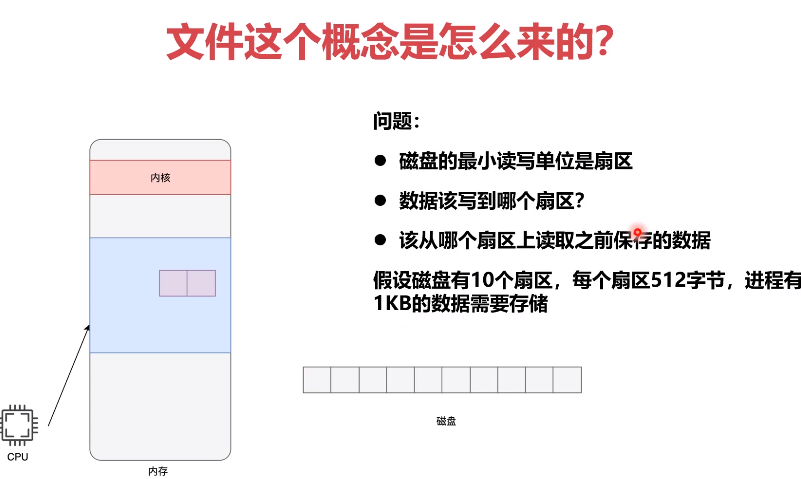 文件这个概念是怎么来的？
问题：
● 磁盘的最小读写单位是扇区
● 数据该写到哪个扇区？
● 该从哪个扇区上读取之前保存的数据
假设磁盘有10个扇区，每个扇区512字节，进程有
1KB的数据需要存储
内核
磁盘
CPU
内存